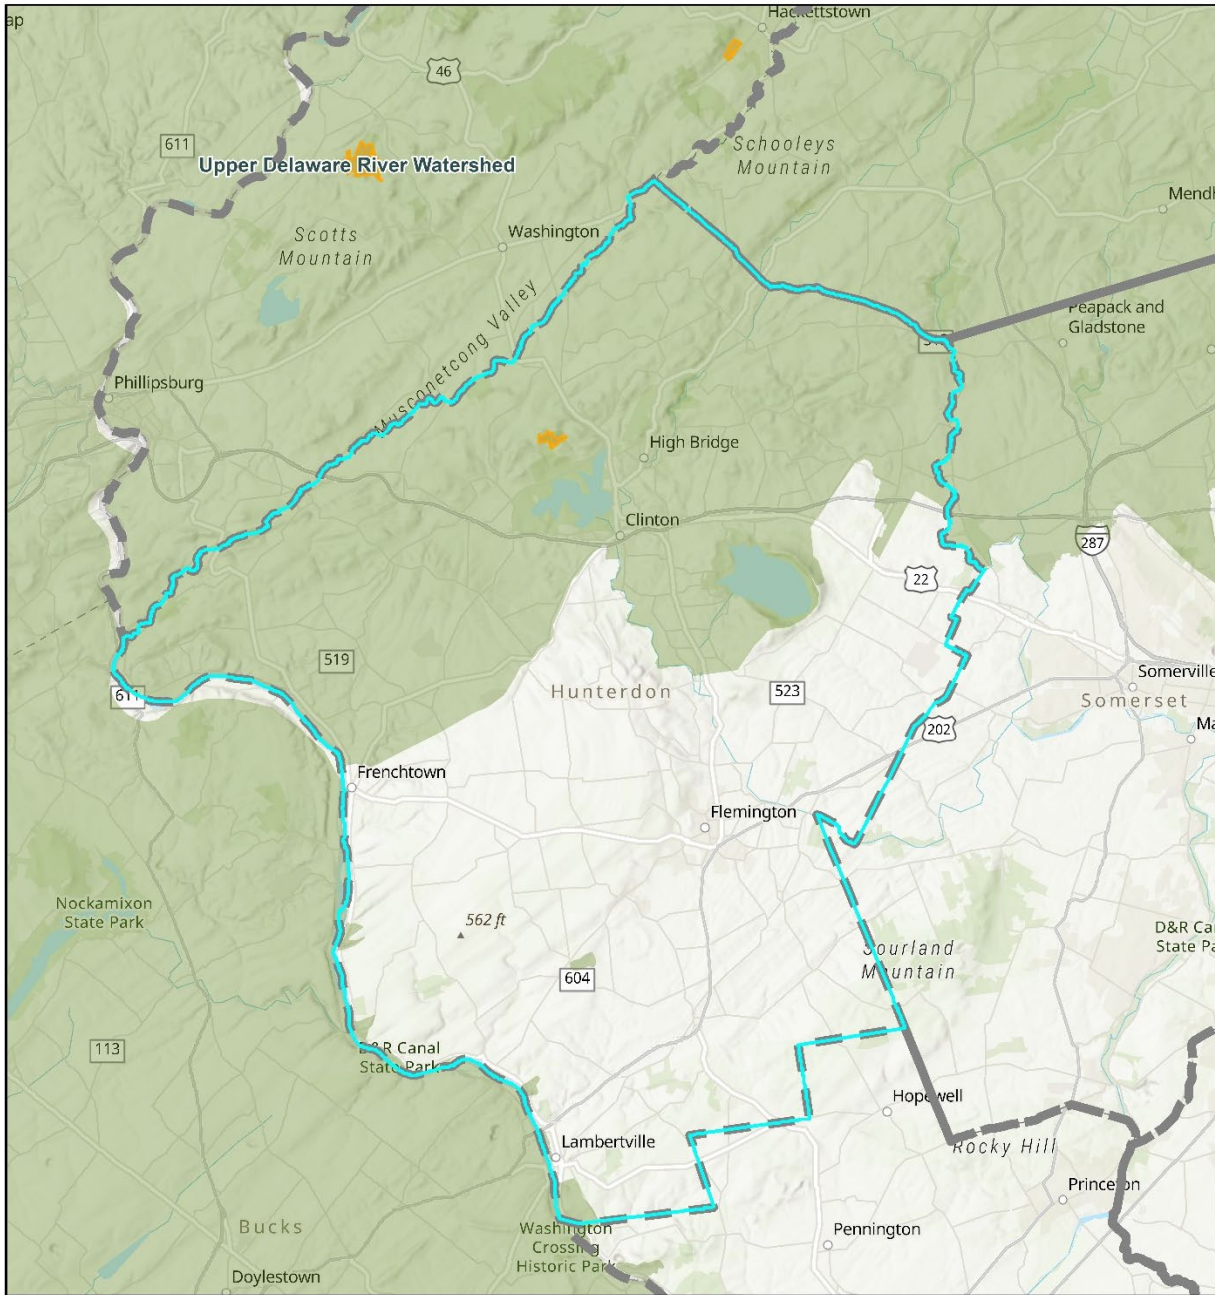 ap
Hackettstown
46
611
Schooleys
Mountain
Upper Delaware River Watershed
Mendh
Scotts
Mountain
Washington
Musconetcong Valley
Peapack and
Gladstone
Phillipsburg
High Bridge
Clinton
287
22
519
Somerville
Hunterdon
523
611
Somerset
202
Ma
Frenchtown
Flemington
Nockamixon
State Park
562 ft
D&R Ca
State Pa
Sourland
Mountain
604
113
D&R Canal
State Park
Hopewell
Lambertville
Rocky Hill
Princeton
Washington
Crossing
Historic Park
Bucks
Pennington
Doylestown